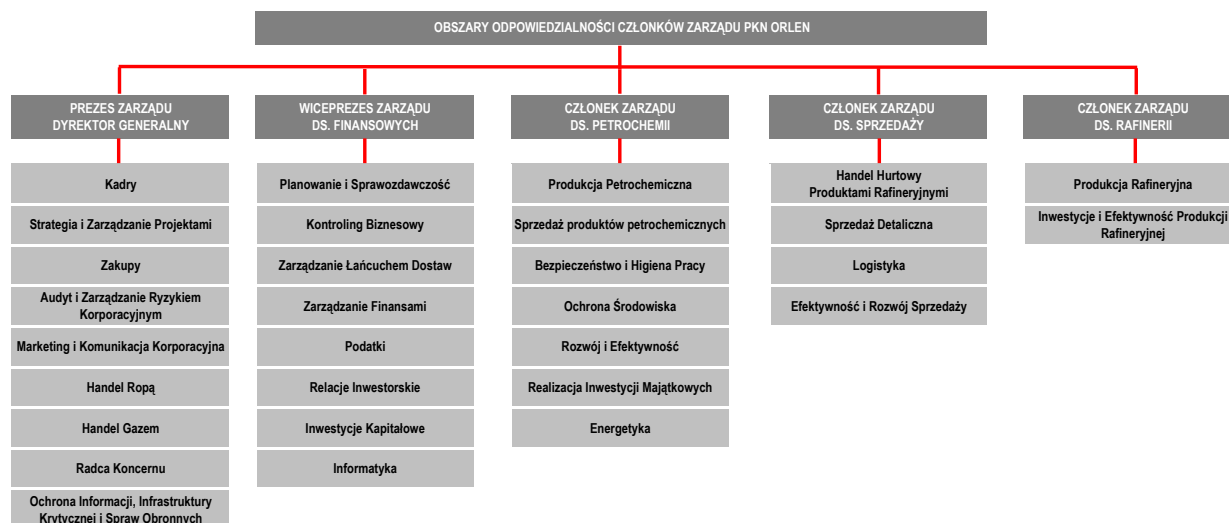 OBSZARY ODPOWIEDZIALNOŚCI CZŁONKÓW ZARZĄDU PKN ORLEN
PREZES ZARZĄDU
DYREKTOR GENERALNY
Kadry
Strategia i Zarządzanie Projektami
Zakupy
Audyt i Zarządzanie Ryzykiem
Korporacyjnym
Marketing i Komunikacja Korporacyjna
Handel Ropą
Handel Gazem
Radca Koncernu
Ochrona Informacji, Infrastruktury
Krytycznej i Spraw Obronnych
WICEPREZES ZARZĄDU
DS. FINANSOWYCH
Planowanie i Sprawozdawczość
Kontroling Biznesowy
Zarządzanie Łańcuchem Dostaw
Zarządzanie Finansami
Podatki
Relacje Inwestorskie
Inwestycje Kapitałowe
Informatyka
CZŁONEK ZARZĄDU
DS. PETROCHEMII
Produkcja Petrochemiczna
Sprzedaż produktów petrochemicznych
Bezpieczeństwo i Higiena Pracy
Ochrona Środowiska
Rozwój i Efektywność
Realizacja Inwestycji Majątkowych
Energetyka
CZŁONEK ZARZĄDU
DS. SPRZEDAŻY
Handel Hurtowy
Produktami Rafineryjnymi
Sprzedaż Detaliczna
Logistyka
Efektywność i Rozwój Sprzedaży
CZŁONEK ZARZĄDU
DS. RAFINERII
Produkcja Rafineryjna
Inwestycje i Efektywność Produkcji
Rafineryjnej